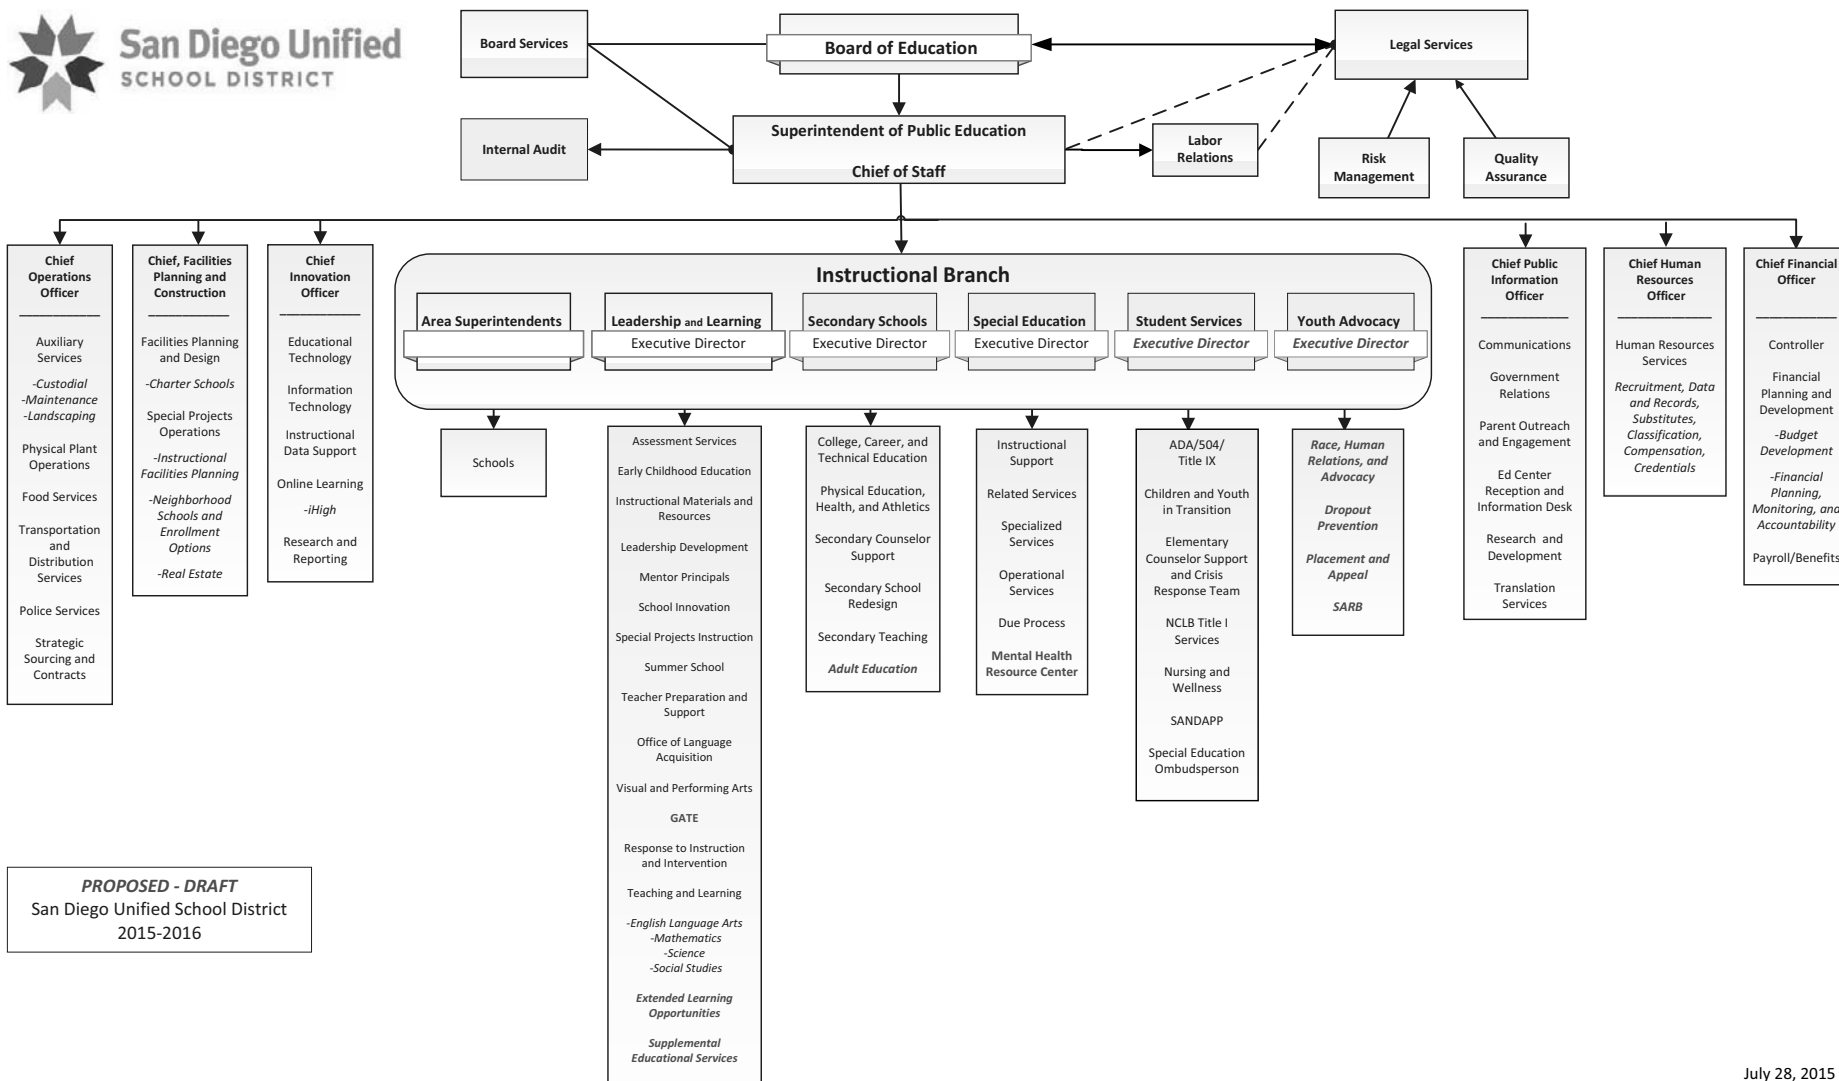 San Diego Unified
SCHOOL DISTRICT
Board Services
Board of Education
Legal Services
Internal Audit
Superintendent of Public Education
Chief of Staff
Labor
Relations
Risk
Management
Quality
Assurance
Chief
Operations
Officer
Auxiliary
Services
-Custodial
-Maintenance
-Landscaping
Physical Plant
Operations
Food Services
Transportation
and
Distribution
Services
Police Services
Strategic
Sourcing and
Contracts
Chief, Facilities
Planning and
Construction
Facilities Planning
and Design
-Charter Schools
Special Projects
Operations
-Instructional
Facilities Planning
-Neighborhood
Schools and
Enrollment
Options
-Real Estate
Chief
Innovation
Officer
Educational
Technology
Information
Technology
Instructional
Data Support
Online Learning
-iHigh
Research and
Reporting
Instructional Branch
Area Superintendents
Leadership and Learning
Executive Director
Secondary Schools
Executive Director
Special Education
Executive Director
Student Services
Executive Director
Youth Advocacy
Executive Director
Schools
Assessment Services
Early Childhood Education
Instructional Materials and
Resources
Leadership Development
Mentor Principals
School Innovation
Special Projects Instruction
Summer School
Teacher Preparation and
Support
Office of Language
Acquisition
Visual and Performing Arts
GATE
Response to Instruction
and Intervention
Teaching and Learning
-English Language Arts
-Mathematics
-Science
-Social Studies
Extended Learning
Opportunities
Supplemental
Educational Services
College, Career, and
Technical Education
Physical Education,
Health, and Athletics
Secondary Counselor
Support
Secondary School
Redesign
Secondary Teaching
Adult Education
Instructional
Support
Related Services
Specialized
Services
Operational
Services
Due Process
Mental Health
Resource Center
ADA/504/
Title IX
Children and Youth
in Transition
Elementary
Counselor Support
and Crisis
Response Team
NCLB Title I
Services
Nursing and
Wellness
SANDAPP
Special Education
Ombudsperson
Race, Human
Relations, and
Advocacy
Dropout
Prevention
Placement and
Appeal
SARB
Chief Public
Information
Officer
Communications
Government
Relations
Parent Outreach
and Engagement
Ed Center
Reception and
Information Desk
Research and
Development
Translation
Services
Chief Human
Resources
Officer
Human Resources
Services
Recruitment, Data
and Records,
Substitutes,
Classification,
Compensation,
Credentials
Chief Financial
Officer
Controller
Financial
Planning and
Development
-Budget
Development
-Financial
Planning,
Monitoring, and
Accountability
Payroll/Benefits
PROPOSED - DRAFT
San Diego Unified School District
2015-2016
July 28, 2015